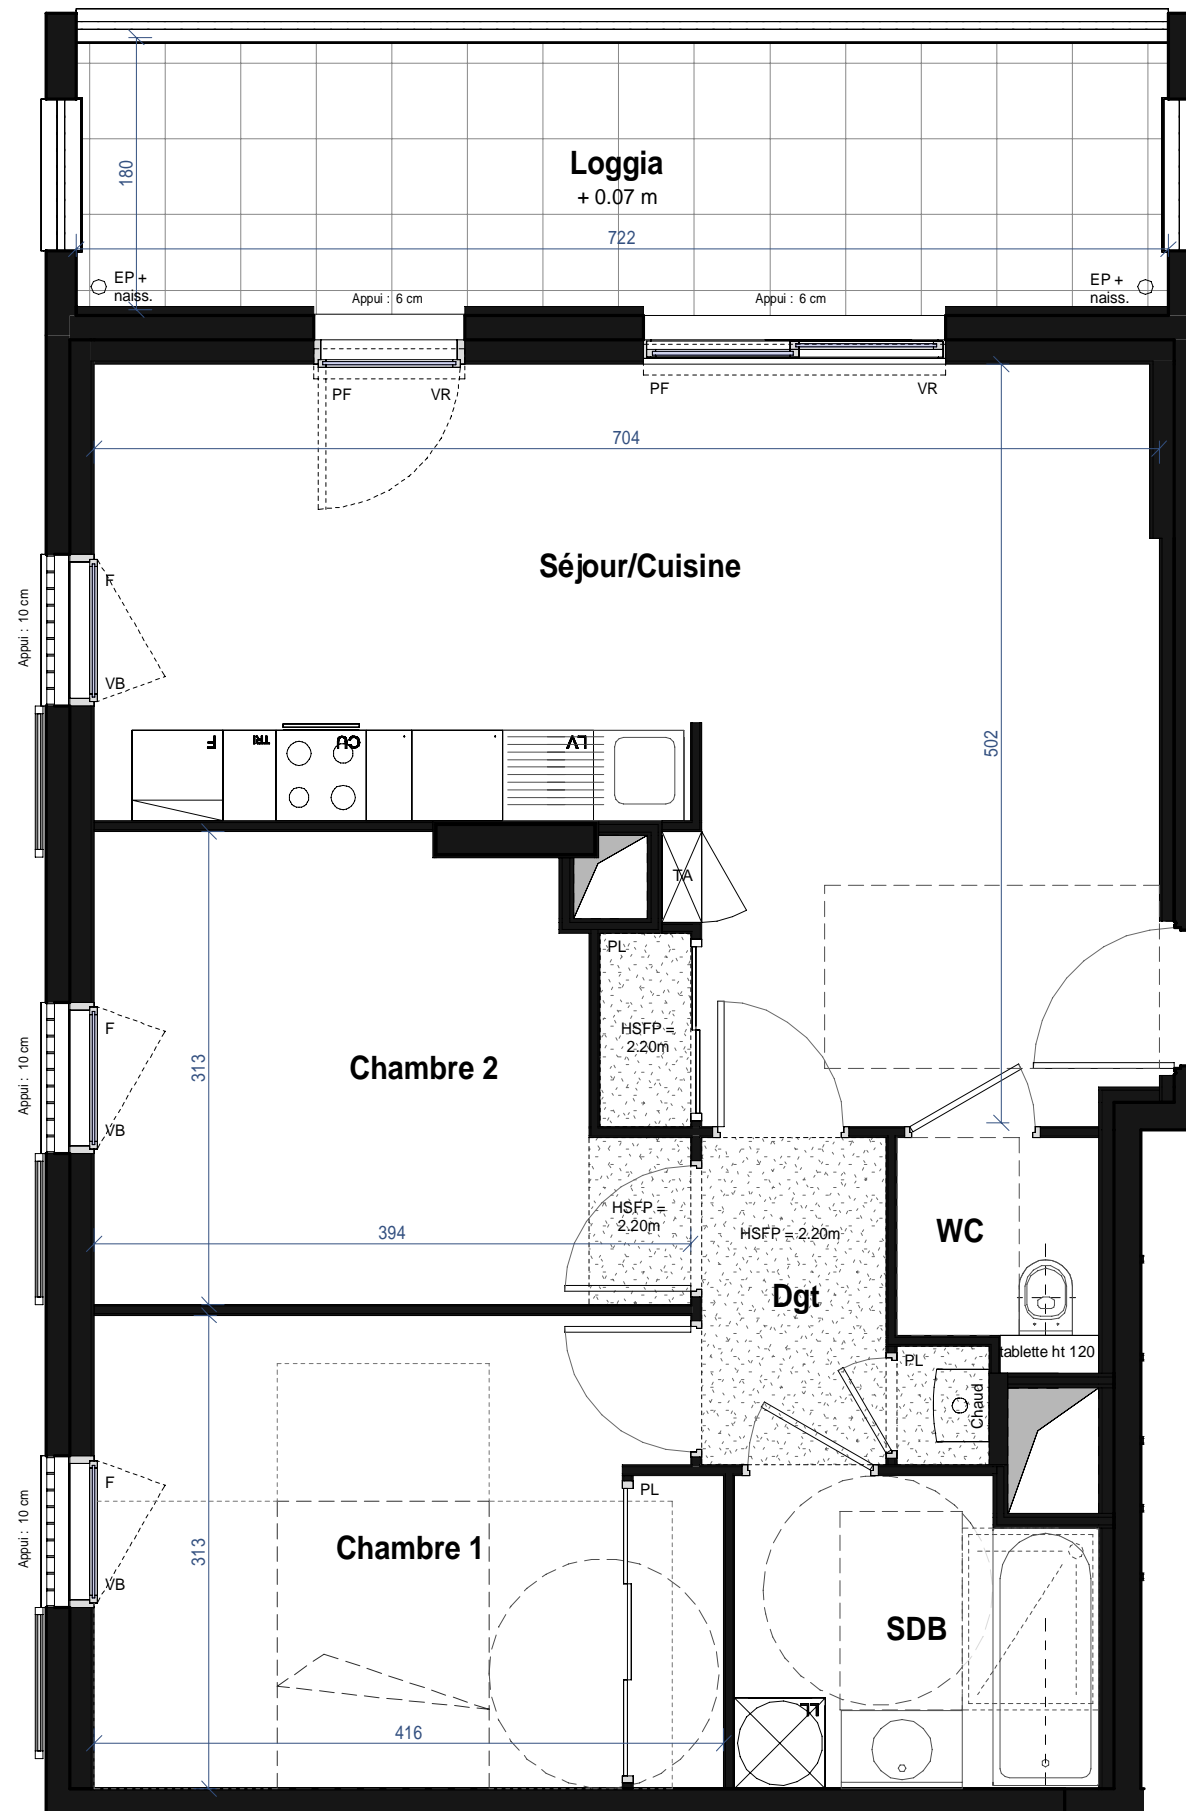 Loggia
+ 0.07 m
180
722
EP +
naiss.
Appui : 6 cm
Appui : 6 cm
EP +
naiss.
PF
VR
PF
VR
704
Séjour/Cuisine
F
Appui : 10 cm
VB
F
TRI
CU
LV
502
TA
PL
HSFP =
2.20m
F
Appui : 10 cm
VB
313
Chambre 2
HSFP =
2.20m
394
HSFP = 2.20m
WC
Dgt
tablette ht 120
PL
Chaud
F
Appui : 10 cm
VB
PL
Chambre 1
313
SDB
LL
416